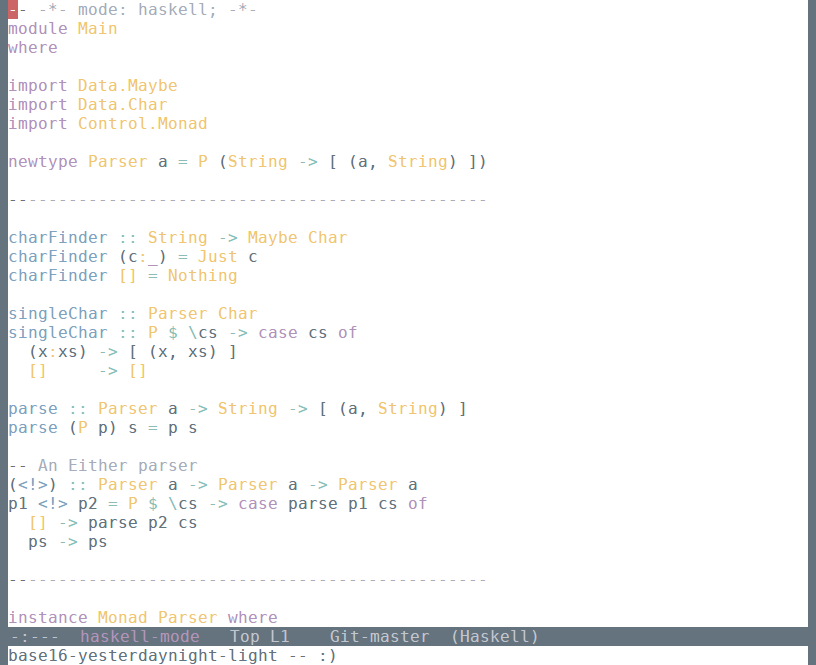 -- -*- mode: haskell; -*-
module Main
where
import Data.Maybe
import Data.Char
import Control.Monad
newtype Parser a = P (String -> [ (a, String) ])
------------------------------------------------
charFinder :: String -> Maybe Char
charFinder (c:_) = Just c
charFinder [] = Nothing
singleChar :: Parser Char
singleChar :: P $ \cs -> case cs of
  (x:xs) -> [ (x, xs) ]
  []     -> []
parse :: Parser a -> String -> [ (a, String) ]
parse (P p) s = p s
-- An Either parser
(<!>) :: Parser a -> Parser a -> Parser a
p1 <!> p2 = P $ \cs -> case parse p1 cs of
  [] -> parse p2 cs
  ps -> ps
------------------------------------------------
instance Monad Parser where
-:---  haskell-mode   Top L1    Git-master  (Haskell)
base16-yesterdaynight-light -- :)